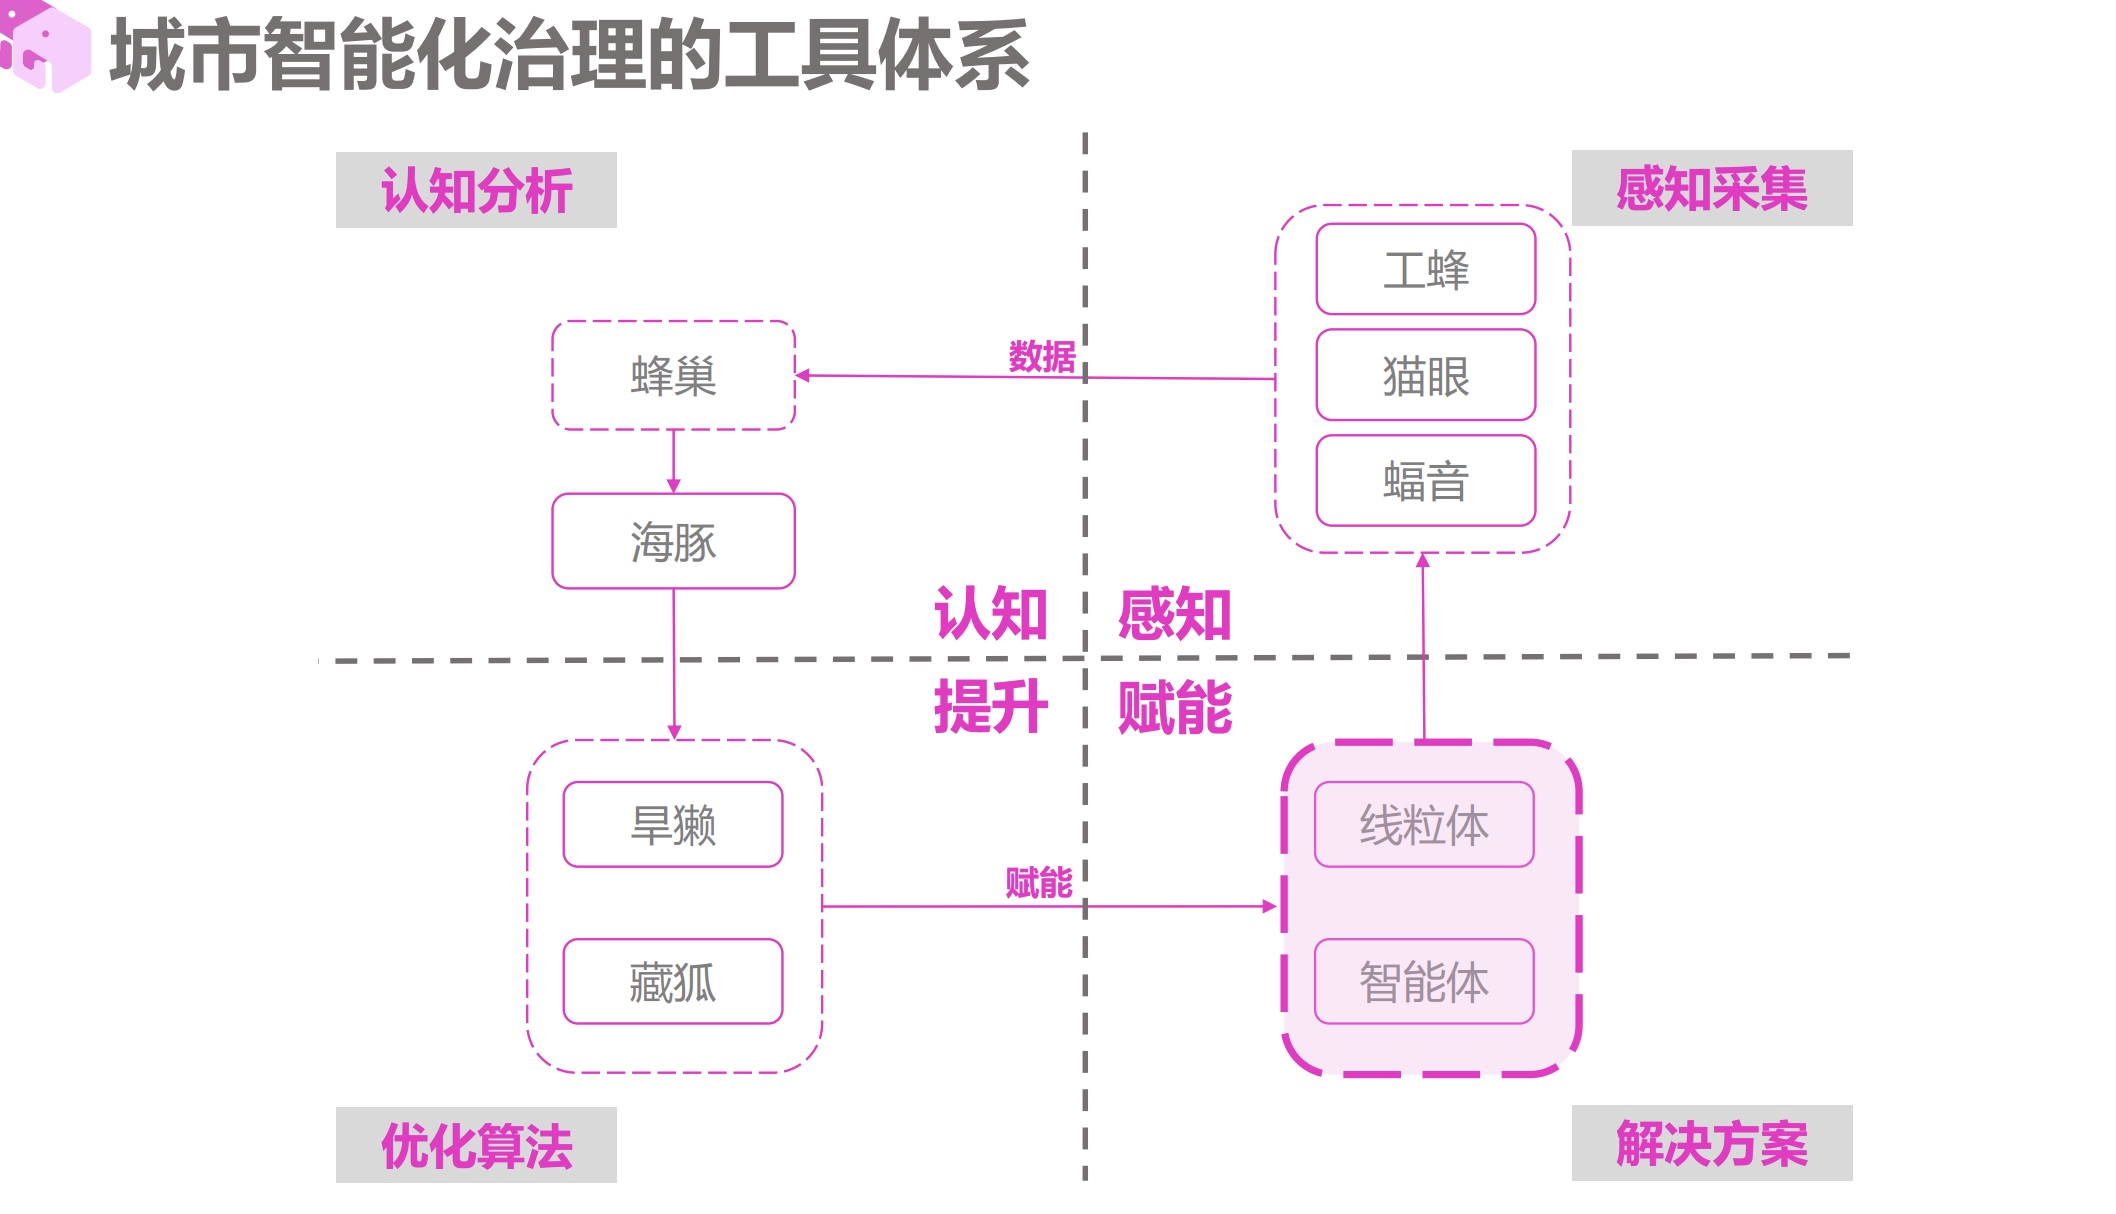 城市智能化治理的工具体系
认知分析
感知采集
工蜂
猫眼
蝠音
数据
蜂巢
海豚
认知
感知
提升
赋能
旱獭
藏狐
赋能
线粒体
智能体
优化算法
解决方案